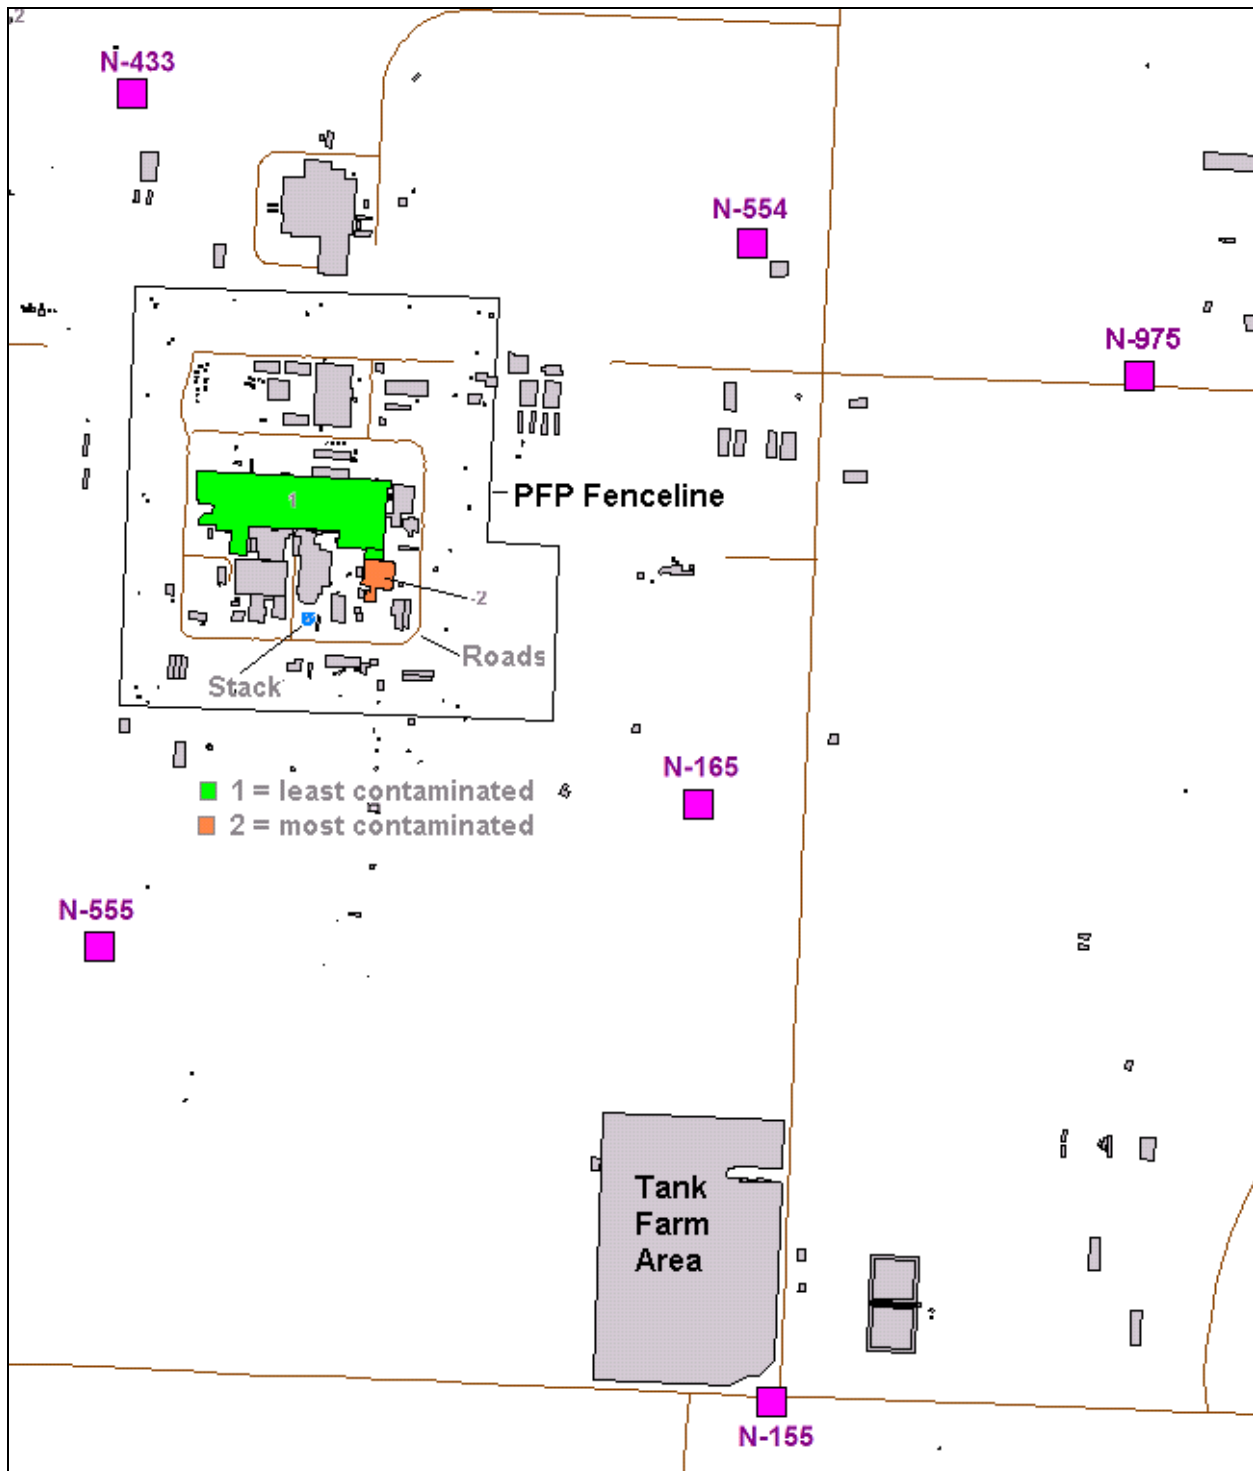 2
N-433
N-554
N-975
1
PFP Fenceline
-2
Roads
Stack
N-165
1 = least contaminated
2 = most contaminated
N-555
Tank
Farm
Area
N-155